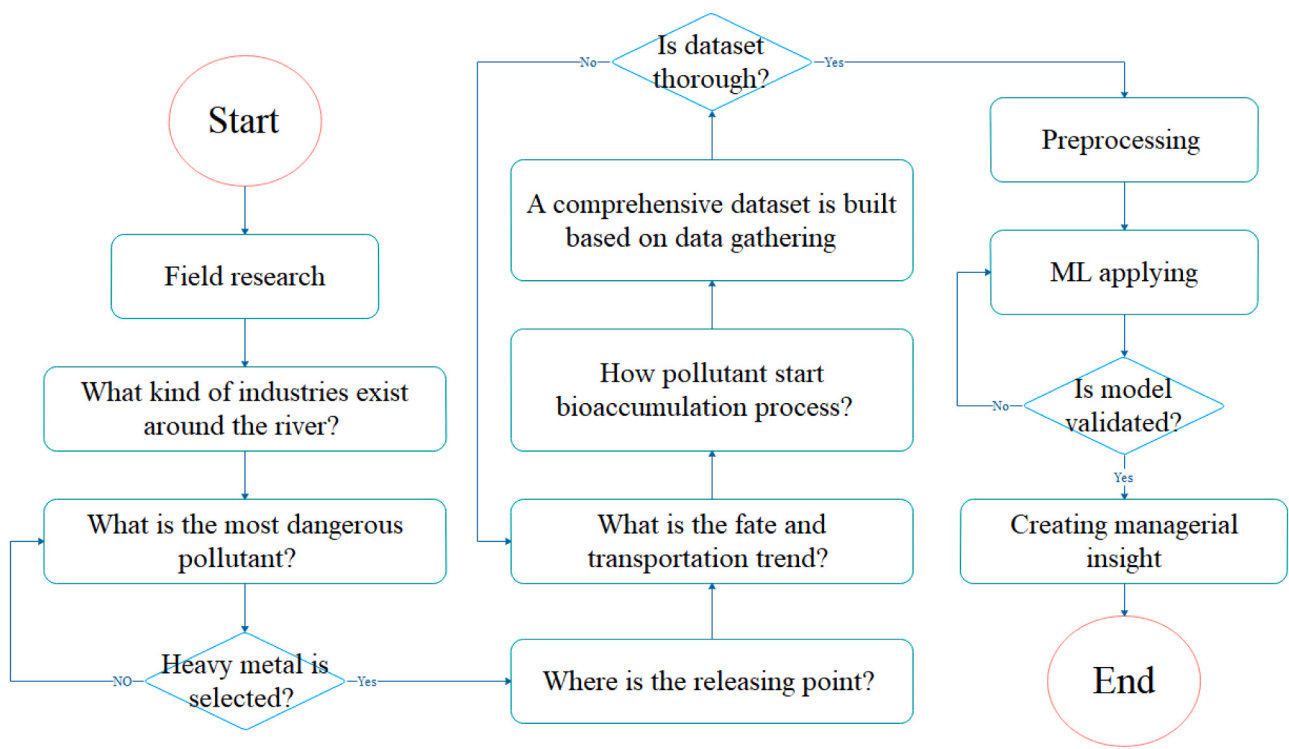 Start
Field research
What kind of industries exist
around the river?
What is the most dangerous
pollutant?
Heavy metal is
selected?
NO
Yes
Where is the releasing point?
What is the fate and
transportation trend?
How pollutant start
bioaccumulation process?
A comprehensive dataset is built
based on data gathering
Is dataset
thorough?
No
Yes
Preprocessing
ML applying
Is model
validated?
No
Yes
Creating managerial
insight
End